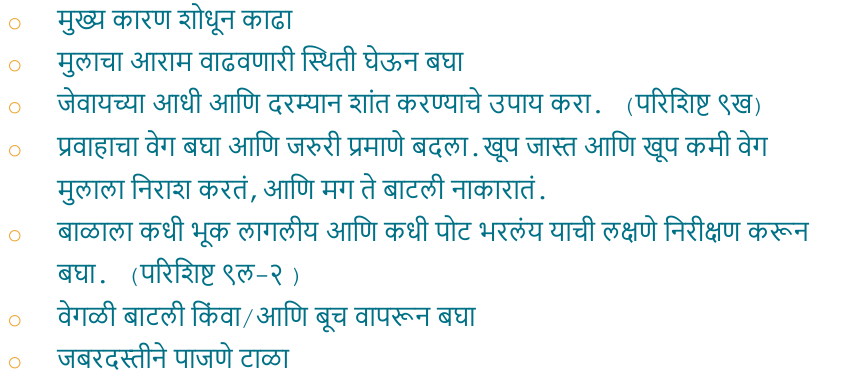 ○ मुख्य कारण शोधून काढा
○ मुलाचा आराम वाढवणारी स्थिती घेऊन बघा
○ जेवायच्या आधी आणि दरम्यान शांत करण्याचे उपाय करा. (परिशिष्ट ९ख)
○ प्रवाहाचा वेग बघा आणि जरुरी प्रमाणे बदला.खूप जास्त आणि खूप कमी वेग
मुलाला निराश करतं,आणि मग ते बाटली नाकारातं.
○ बाळाला कधी भूक लागलीय आणि कधी पोट भरलंय याची लक्षणे निरीक्षण करून
बघा. (परिशिष्ट ९ल-२ )
○ वेगळी बाटली किंवा/आणि बूच वापरून बघा
○ जबरदस्तीने पाजणे टाळा